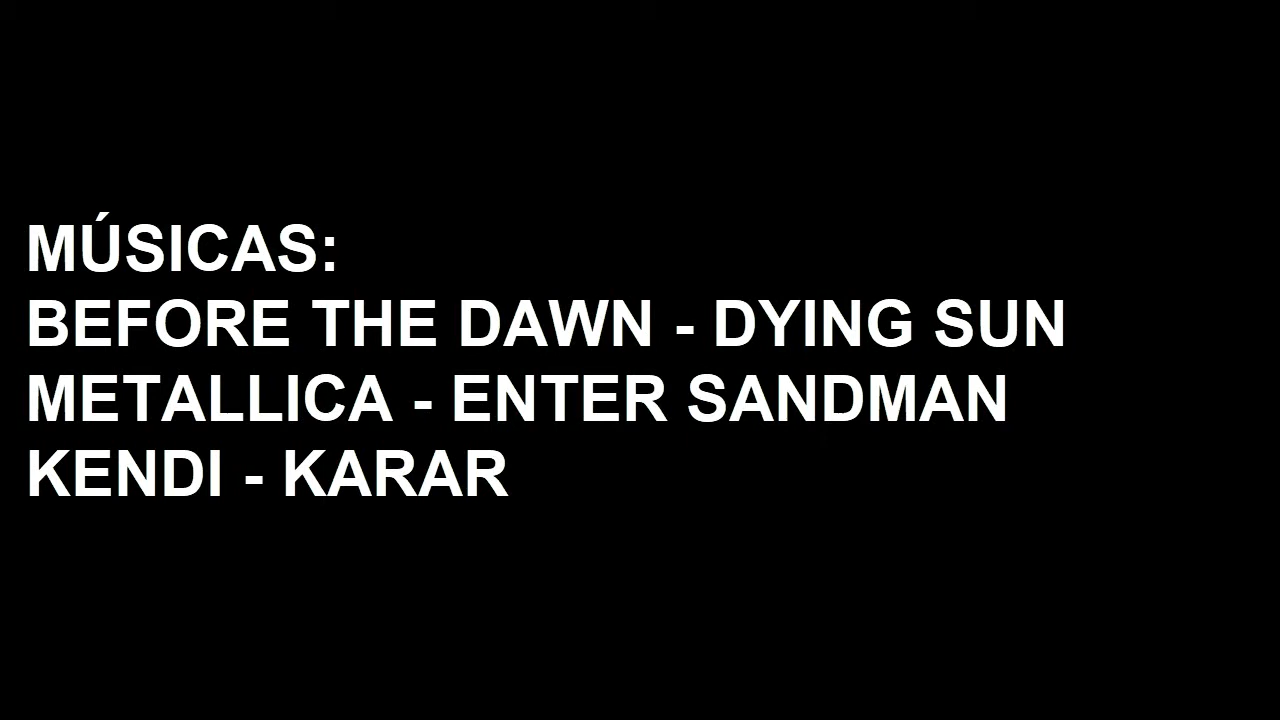 MÚSICAS:
BEFORE THE DAWN - DYING SUN
METALLICA - ENTER SANDMAN
KENDI - KARAR